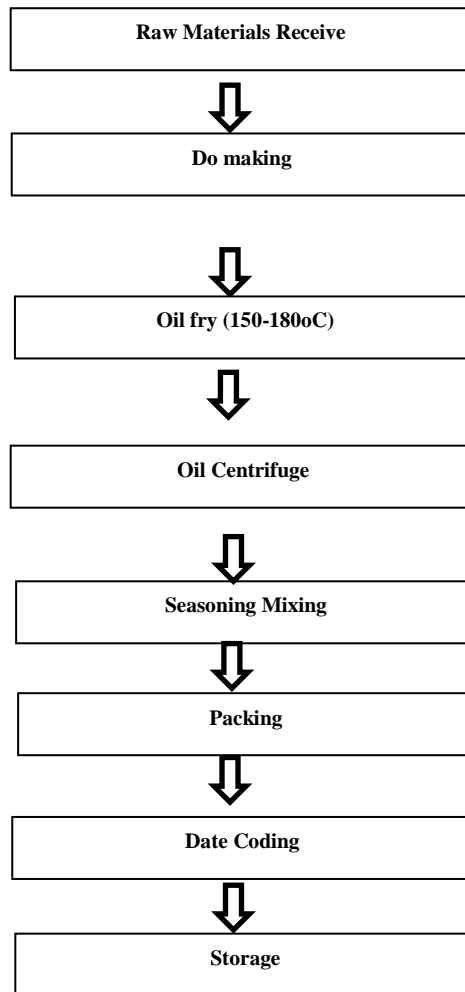 Raw Materials Receive
Do making
Oil fry (150-180oC)
Oil Centrifuge
Seasoning Mixing
Packing
Date Coding
Storage